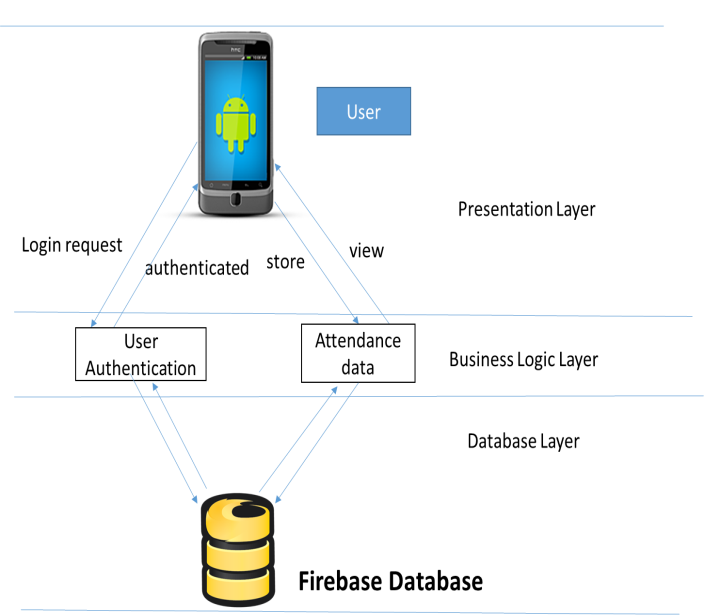 htc
User
Presentation Layer
Login request
authenticated
store
view
User
Authentication
Attendance
data
Business Logic Layer
Database Layer
Firebase Database